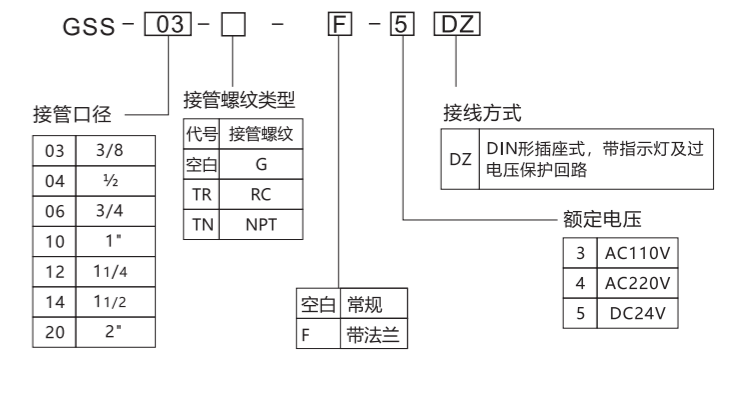 GSS - 03 - □ - F - 5 DZ
接管口径
03 3/8
04 ½
06 3/4
10 1"
12 11/4
14 11/2
20 2"
接管螺纹类型
代号 接管螺纹
空白 G
TR RC
TN NPT
空白 常规
F 带法兰
接线方式
DZ DIN形插座式，带指示灯及过
电压保护回路
额定电压
3 AC110V
4 AC220V
5 DC24V